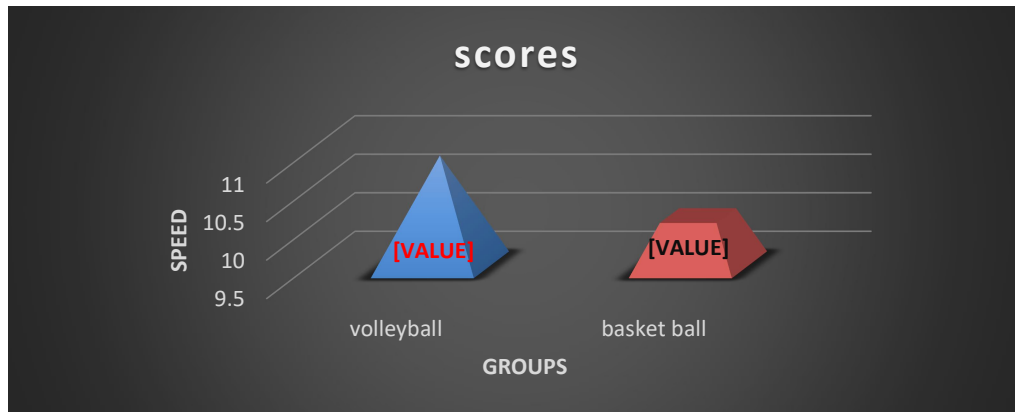 scores
11
10.5
10
9.5
SPEED
[VALUE]
[VALUE]
volleyball
basket ball
GROUPS